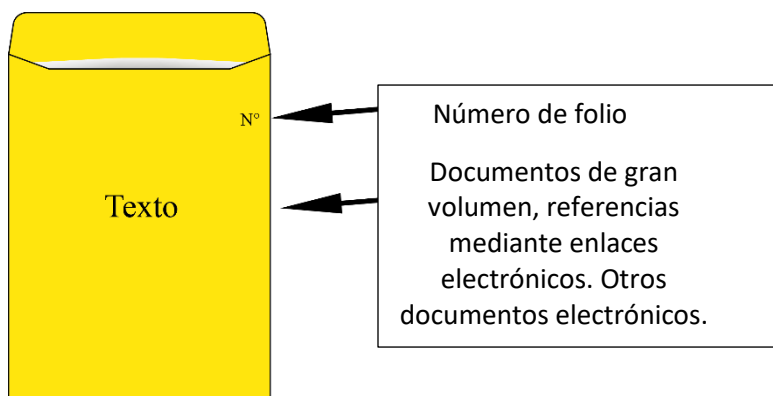 N°
Texto
Número de folio
Documentos de gran
volumen, referencias
mediante enlaces
electrónicos. Otros
documentos electrónicos.